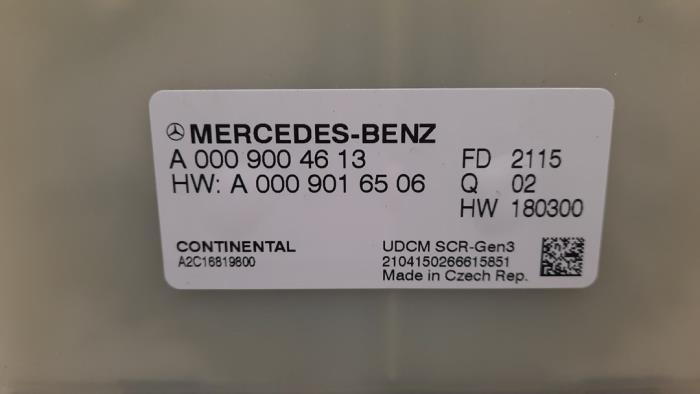 MERCEDES-BENZ
A 000 900 46 13 FD 2115
HW: A 000 901 65 06 Q 02
HW 180300
CONTINENTAL UDCM SCR-Gen3
A2C16819800 2104150266615851
Made in Czech Rep.